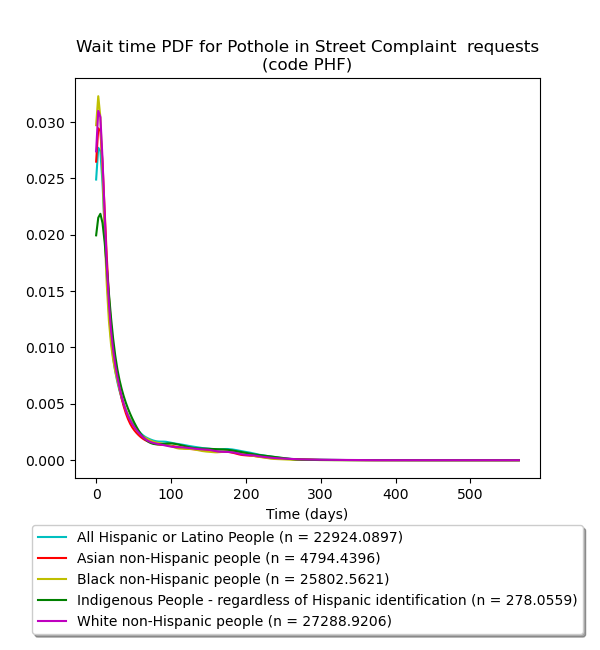 Wait time PDF for Pothole in Street Complaint  requests
(code PHF)
0.030
0.025
0.020
0.015
0.010
0.005
0.000
0 100 200 300 400 500
Time (days)
All Hispanic or Latino People (n = 22924.0897)
Asian non-Hispanic people (n = 4794.4396)
Black non-Hispanic people (n = 25802.5621)
Indigenous People - regardless of Hispanic identification (n = 278.0559)
White non-Hispanic people (n = 27288.9206)